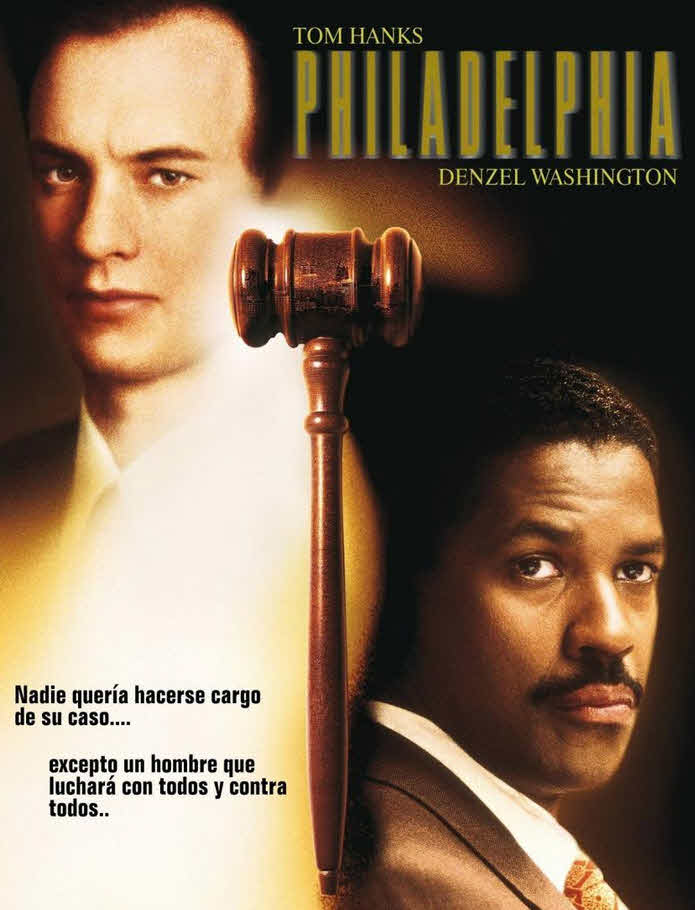 TOM HANKS
PHILADELPHIA
DENZEL WASHINGTON
Nadie quería hacerse cargo
de su caso....
excepto un hombre que
luchará con todos y contra
todos..